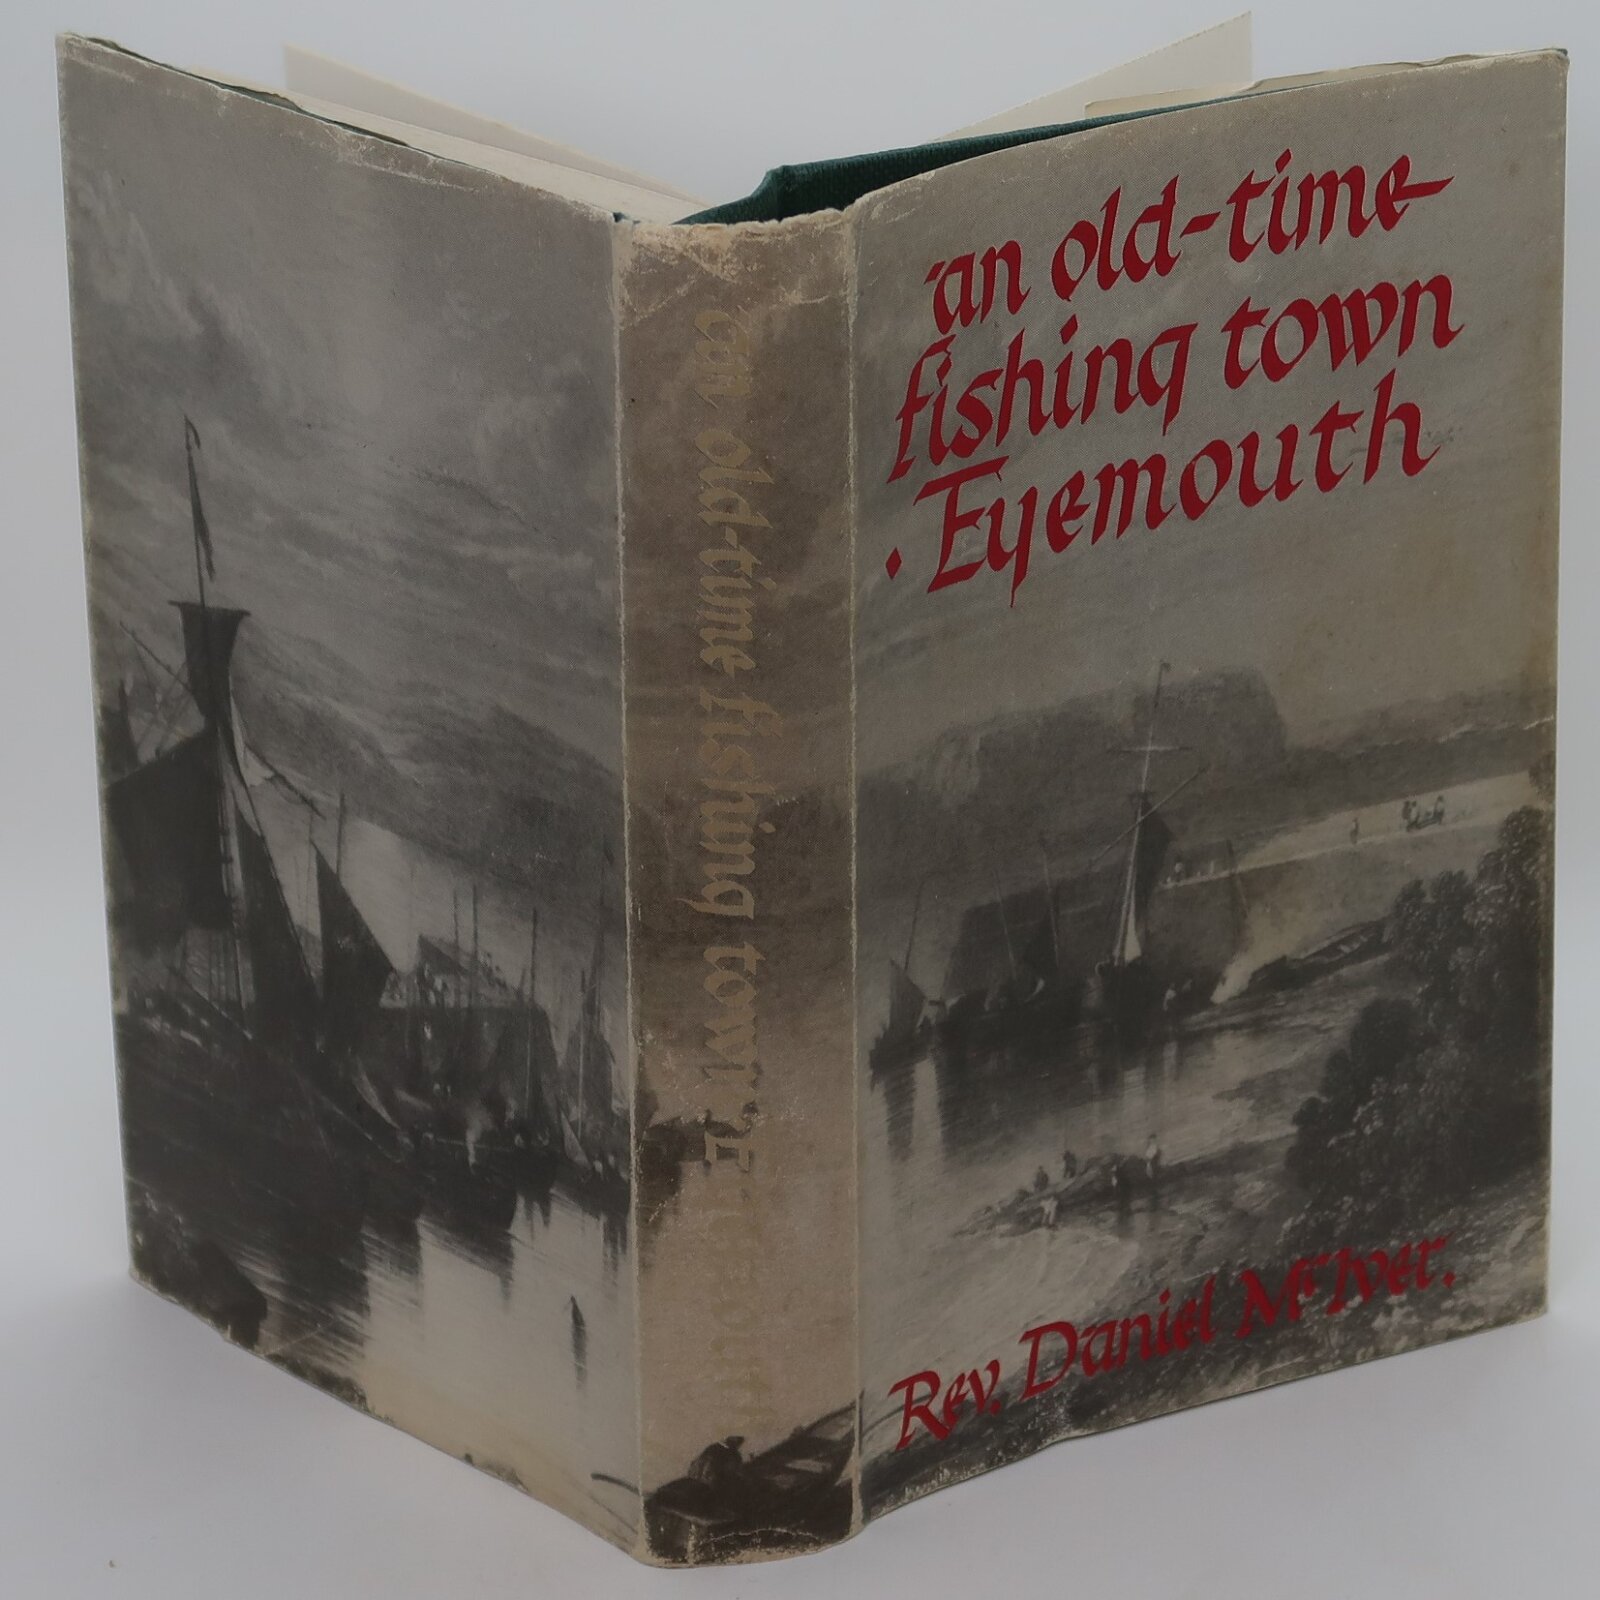 an old-time
fishing town
· Eyemouth
Rev. Daniel McIver.
an old-time fishing town · Eyemouth